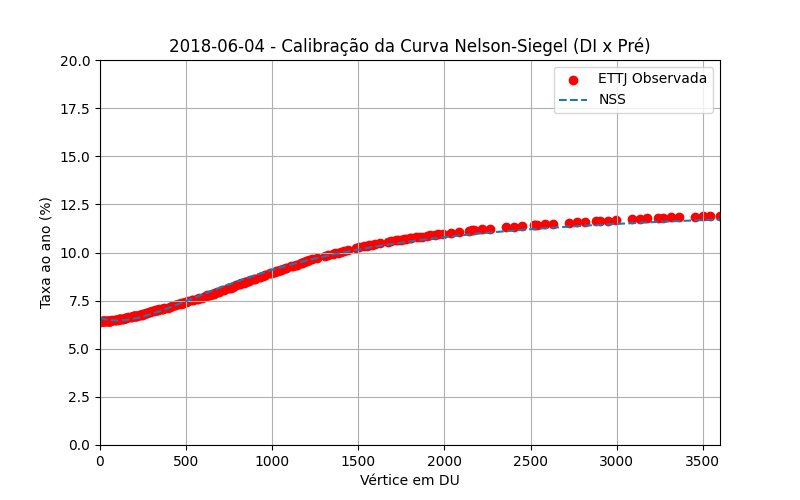 2018-06-04 - Calibração da Curva Nelson-Siegel (DI x Pré)
ETTJ Observada
NSS
Taxa ao ano (%)
20.0
17.5
15.0
12.5
10.0
7.5
5.0
2.5
0.0
0 500 1000 1500 2000 2500 3000 3500
Vértice em DU